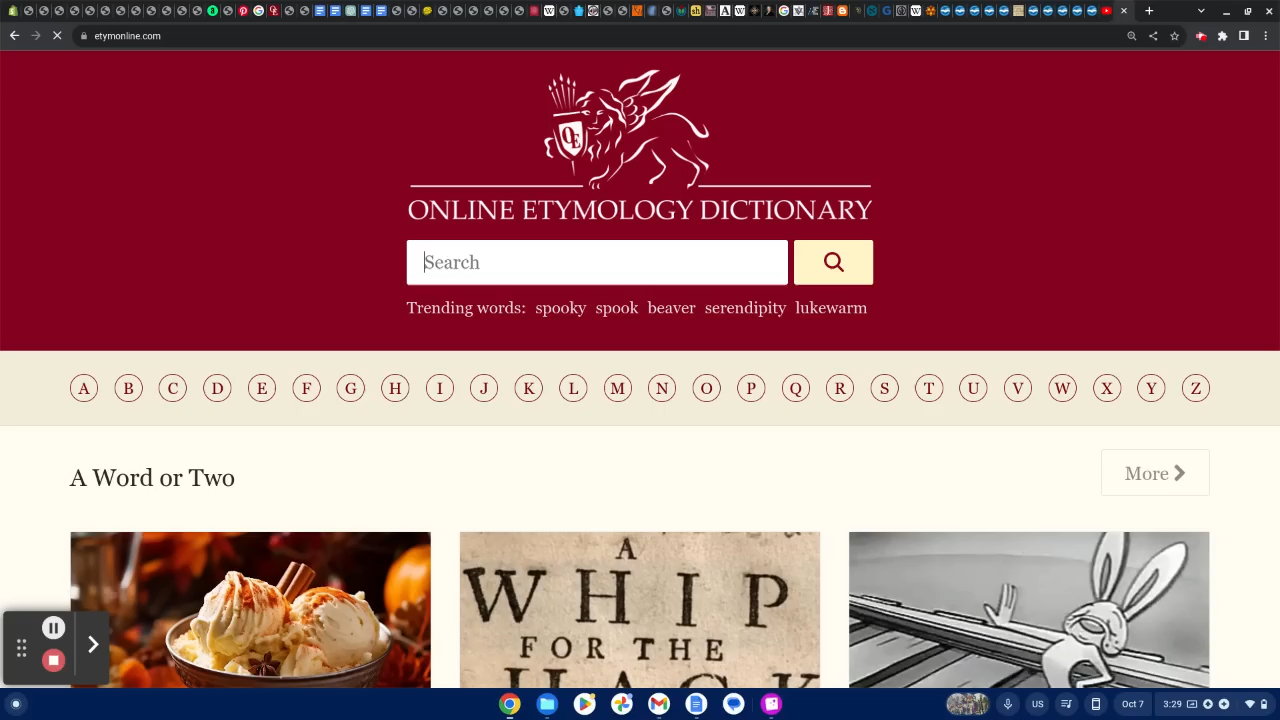 etymonline.com
OE
ONLINE ETYMOLOGY DICTIONARY
Search
Trending words: spooky spook beaver serendipity lukewarm
A B C D E F G H I J K L M N O P Q R S T U V W X Y Z
A Word or Two
More
A
WHIP
FOR THE
US
Oct 7
3:29